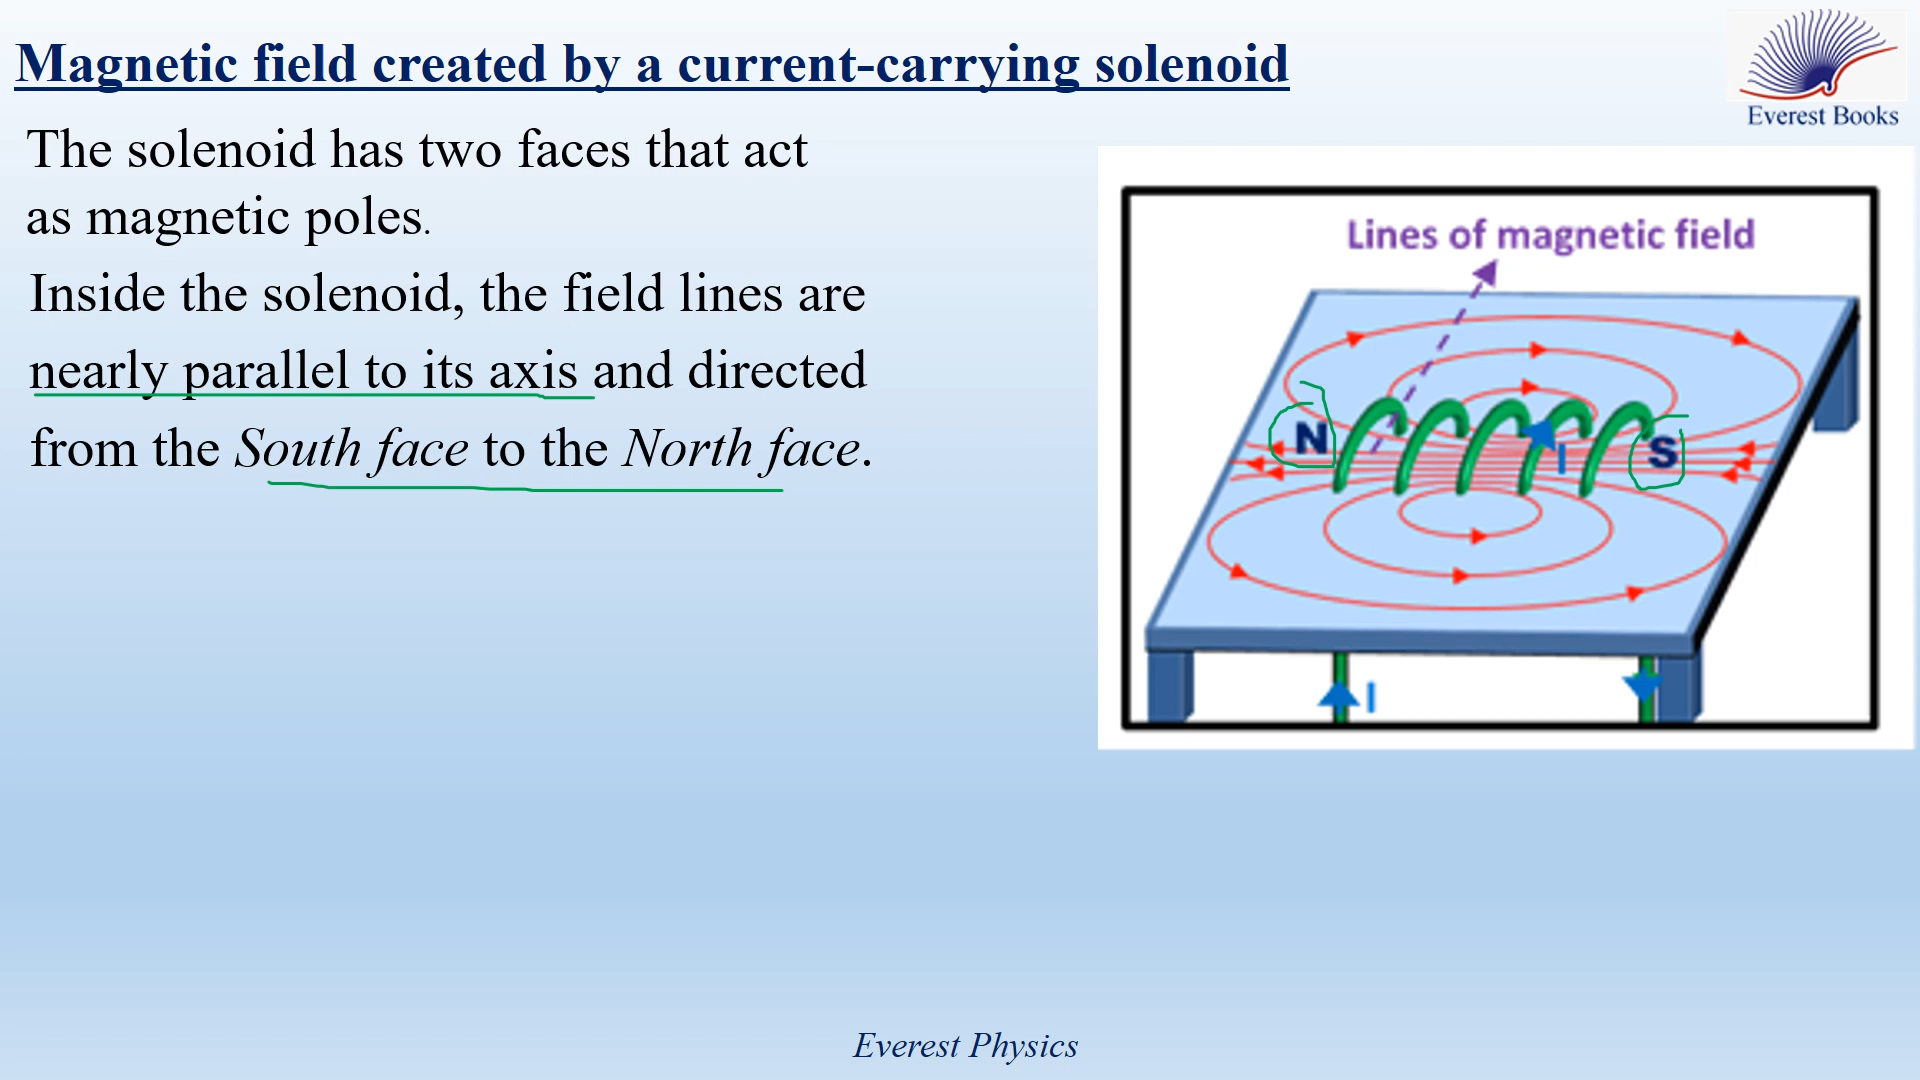 Magnetic field created by a current-carrying solenoid
Everest Books
The solenoid has two faces that act
as magnetic poles.
Inside the solenoid, the field lines are
nearly parallel to its axis and directed
from the South face to the North face.
Lines of magnetic field
N
I
S
I
Everest Physics